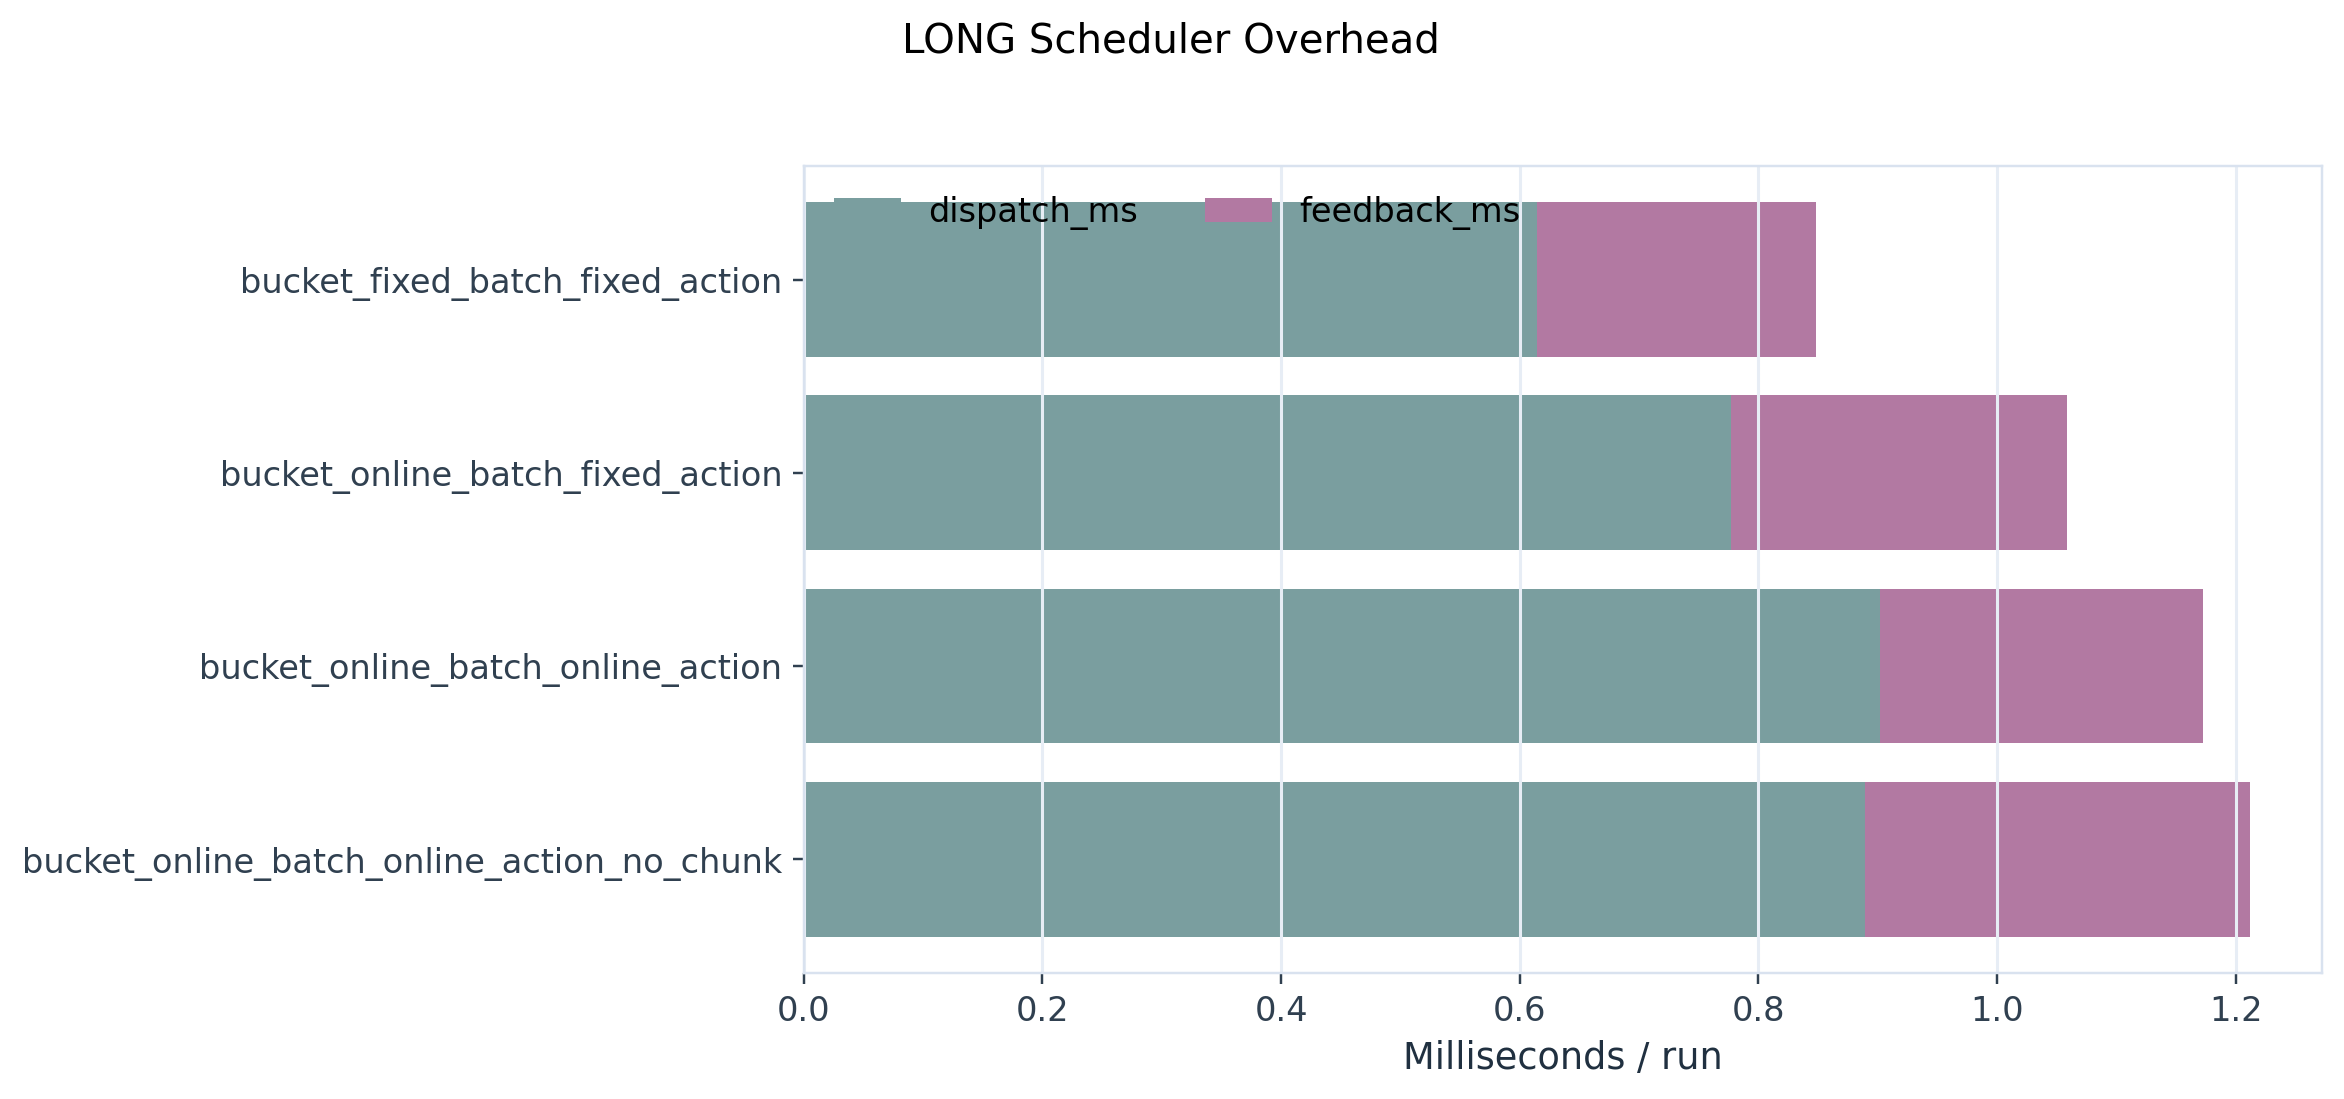 LONG Scheduler Overhead
dispatch_ms feedback_ms
bucket_fixed_batch_fixed_action
bucket_online_batch_fixed_action
bucket_online_batch_online_action
bucket_online_batch_online_action_no_chunk
0.0 0.2 0.4 0.6 0.8 1.0 1.2
Milliseconds / run